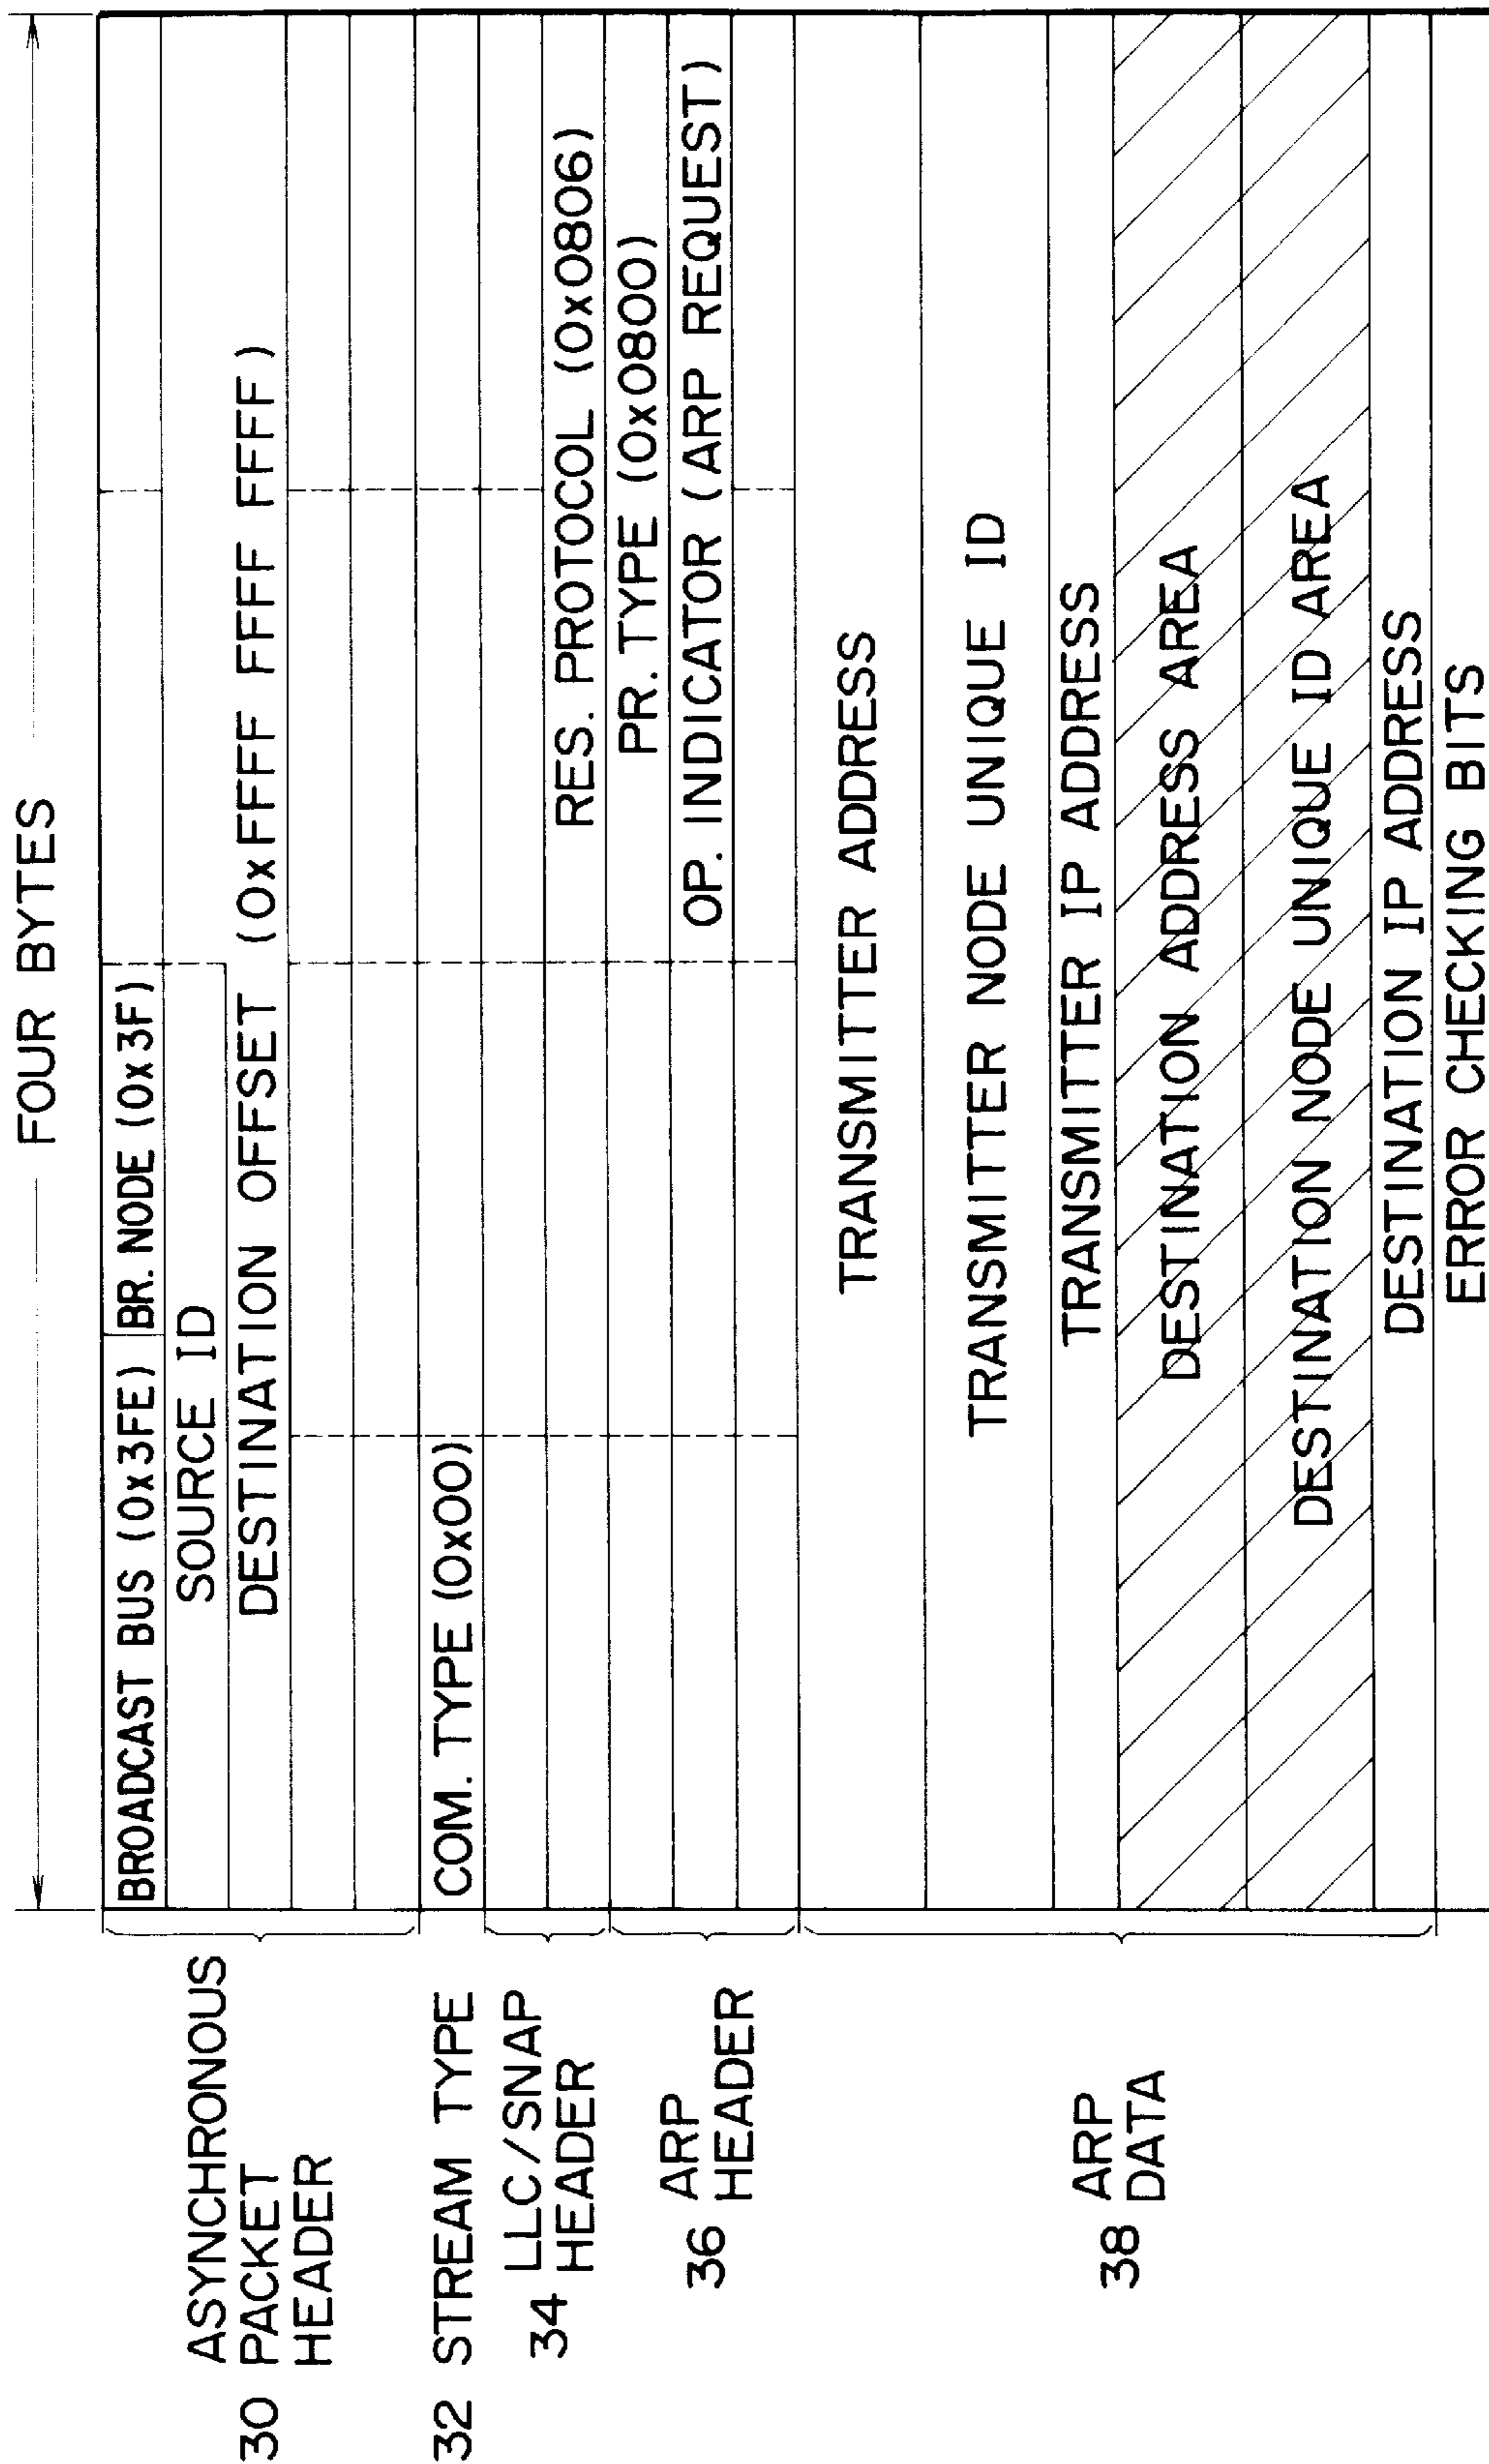 FOUR BYTES
BROADCAST BUS (0x3FE) BR. NODE (0x3F)
SOURCE ID
DESTINATION OFFSET (0xFFFF FFFF FFFF)
COM. TYPE (0x00)
RES. PROTOCOL (0x0806)
PR. TYPE (0x0800)
OP. INDICATOR (ARP REQUEST)
TRANSMITTER ADDRESS
TRANSMITTER NODE UNIQUE ID
TRANSMITTER IP ADDRESS
DESTINATION ADDRESS AREA
DESTINATION NODE UNIQUE ID AREA
DESTINATION IP ADDRESS
ERROR CHECKING BITS
ASYNCHRONOUS
30 PACKET
HEADER
32 STREAM TYPE
34 LLC/SNAP
HEADER
36 ARP
HEADER
38 ARP
DATA